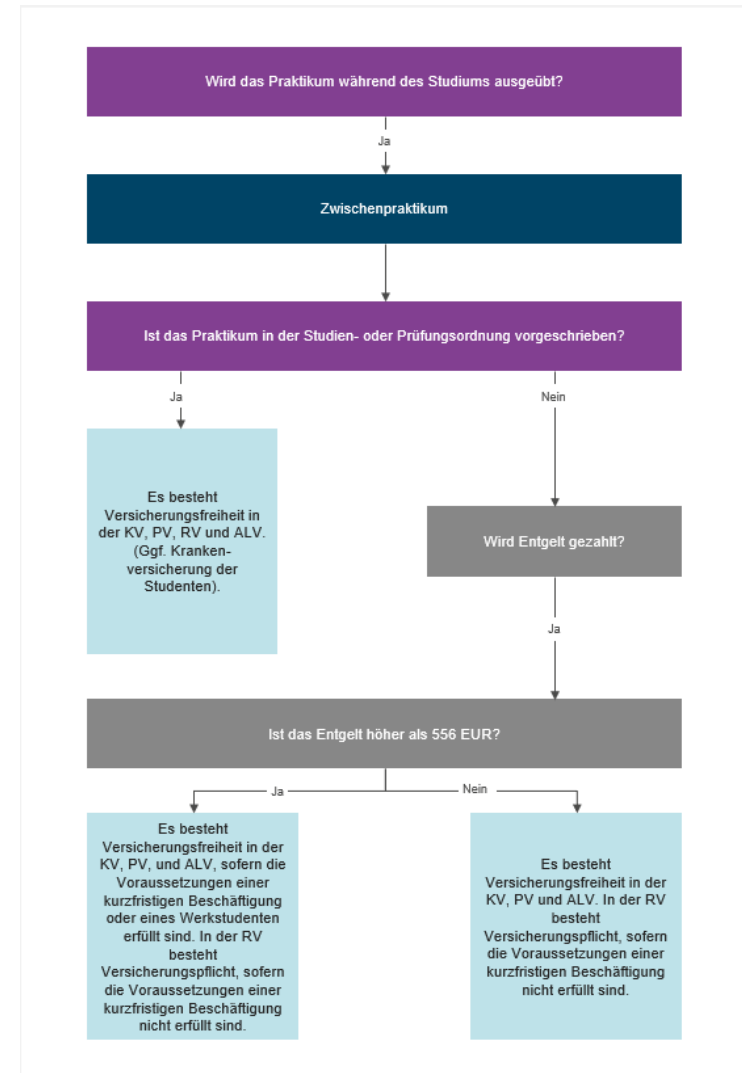 Wird das Praktikum während des Studiums ausgeübt?
Ja
Zwischenpraktikum
Ist das Praktikum in der Studien- oder Prüfungsordnung vorgeschrieben?
Ja
Nein
Es besteht
Versicherungsfreiheit in
der KV, PV, RV und ALV.
(Ggf. Kranken-
versicherung der
Studenten).
Wird Entgelt gezahlt?
Ja
Ist das Entgelt höher als 556 EUR?
Ja
Nein
Es besteht
Versicherungsfreiheit in der
KV, PV, und ALV, sofern die
Voraussetzungen einer
kurzfristigen Beschäftigung
oder eines Werkstudenten
erfüllt sind. In der RV
besteht
Versicherungspflicht, sofern
die Voraussetzungen einer
kurzfristigen Beschäftigung
nicht erfüllt sind.
Es besteht
Versicherungsfreiheit in der
KV, PV und ALV. In der RV
besteht
Versicherungspflicht, sofern
die Voraussetzungen einer
kurzfristigen Beschäftigung
nicht erfüllt sind.